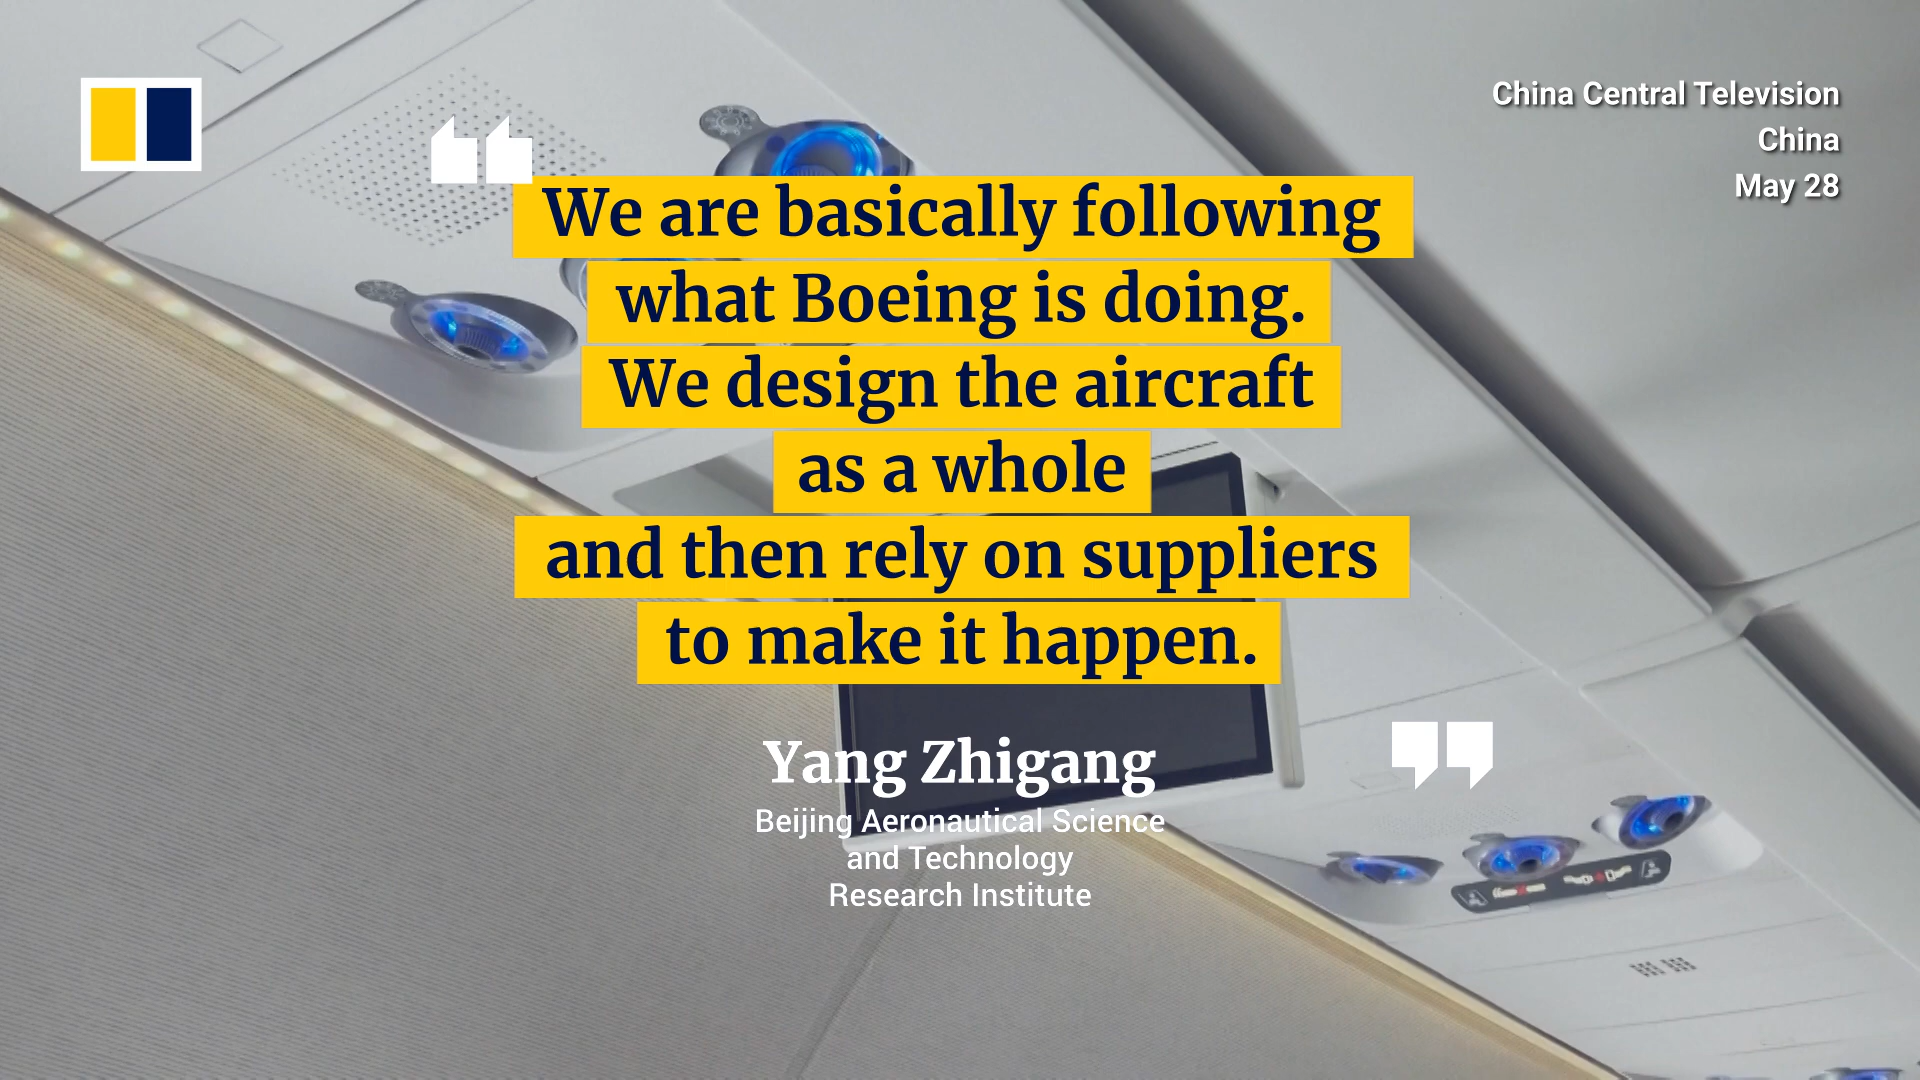 China Central Television
China
May 28
We are basically following
what Boeing is doing.
We design the aircraft
as a whole
and then rely on suppliers
to make it happen.
Yang Zhigang
Beijing Aeronautical Science
and Technology
Research Institute